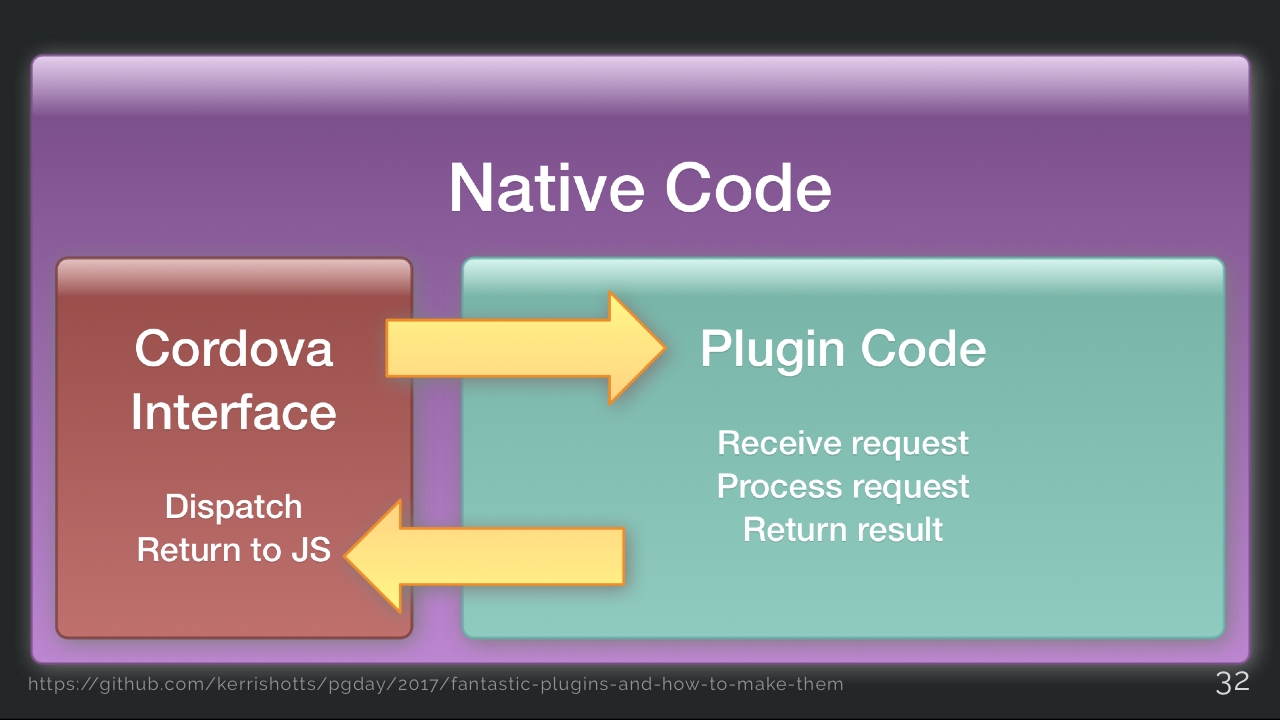 Native Code
Cordova
Interface
Dispatch
Return to JS
Plugin Code
Receive request
Process request
Return result
https://github.com/kerrishotts/pgday/2017/fantastic-plugins-and-how-to-make-them
32